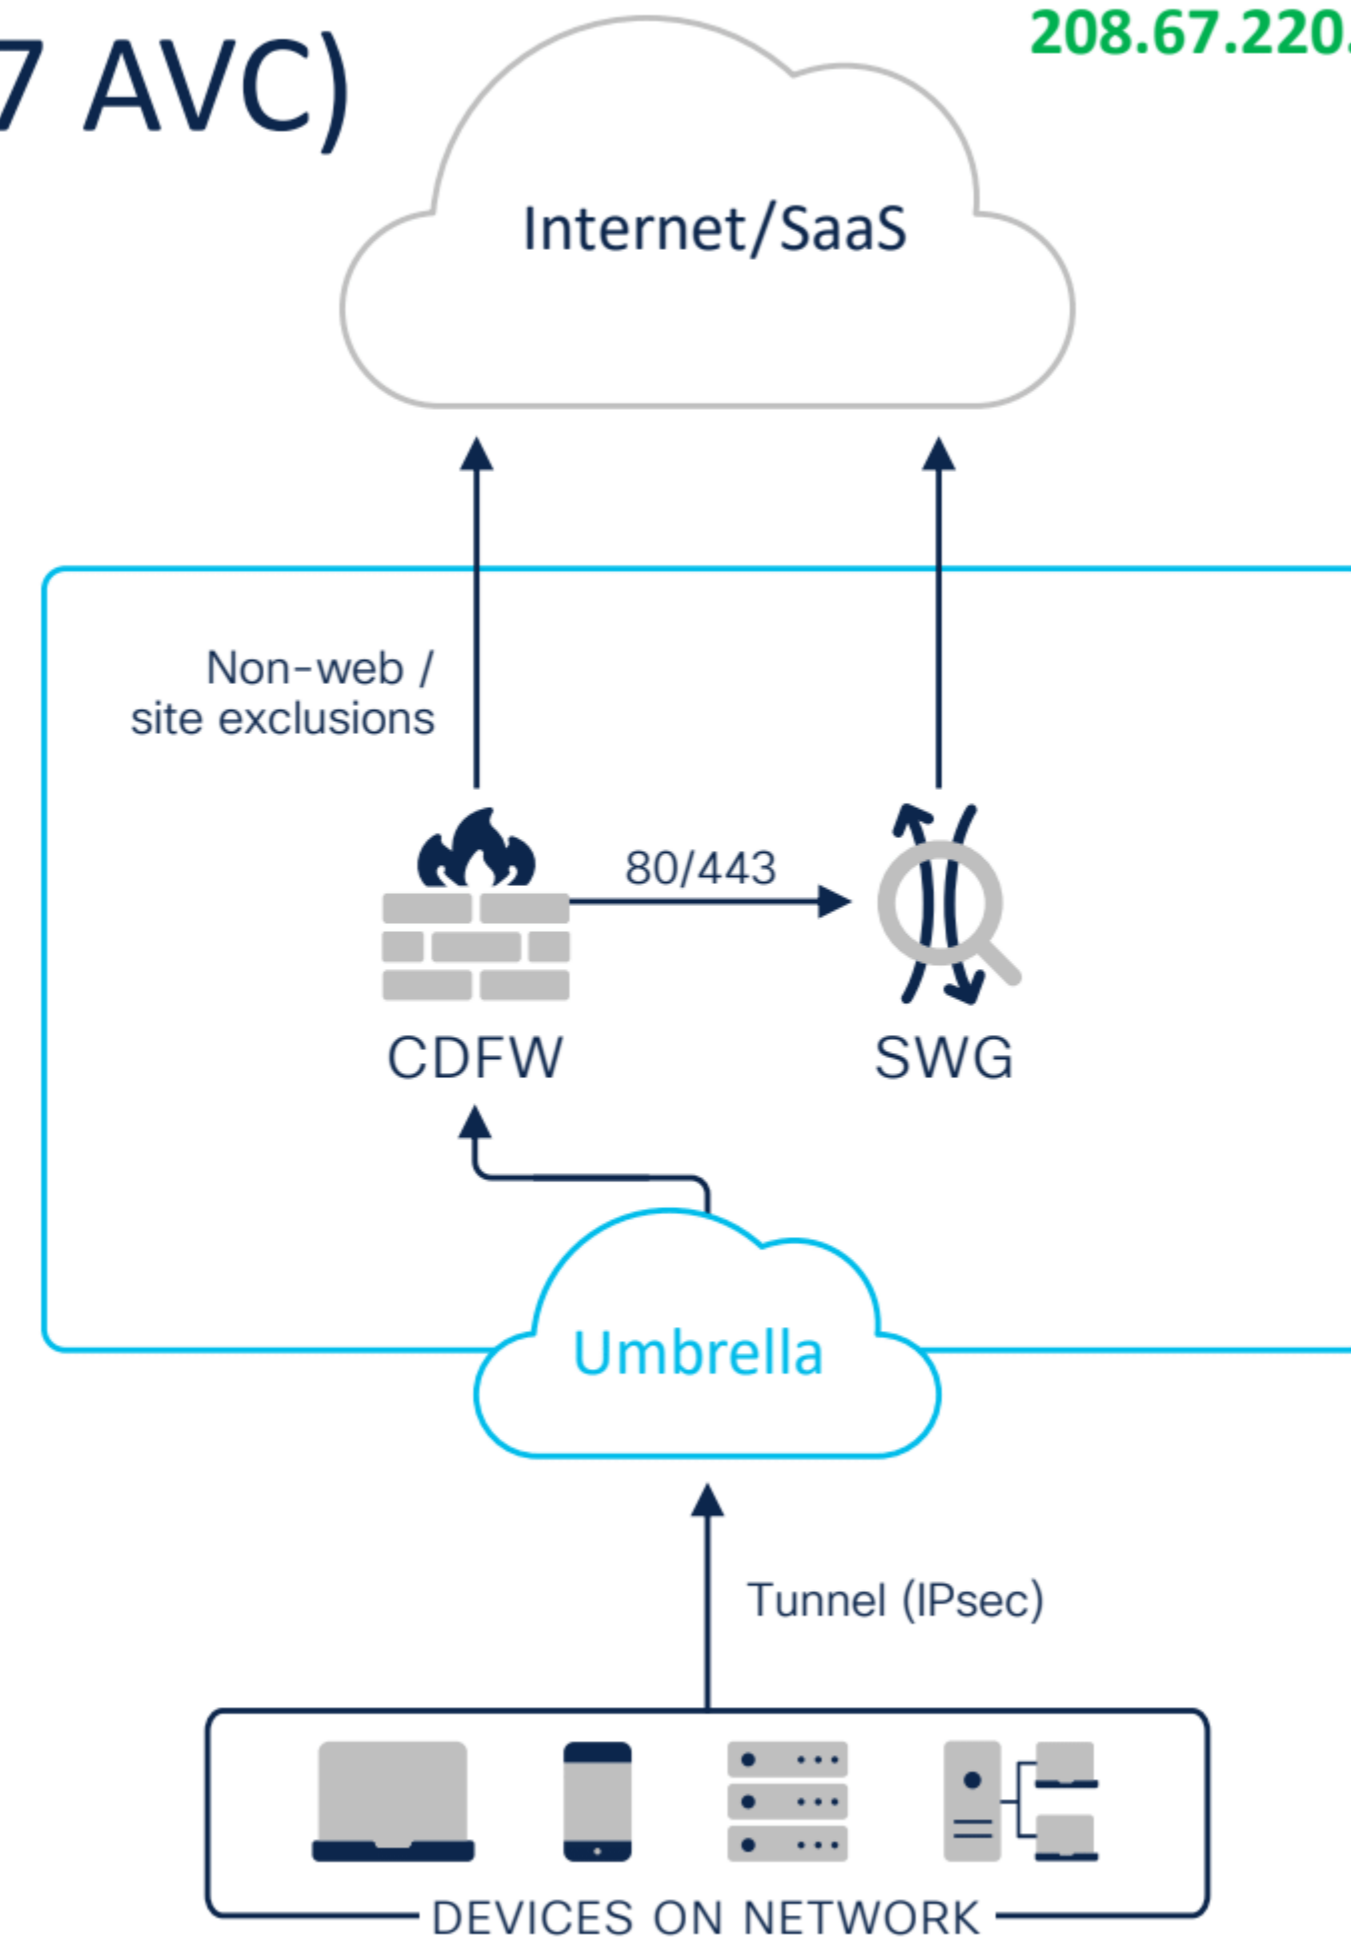 7 AVC)
208.67.220.
Internet/SaaS
Non-web /
site exclusions
80/443
CDFW
SWG
Umbrella
Tunnel (IPsec)
DEVICES ON NETWORK